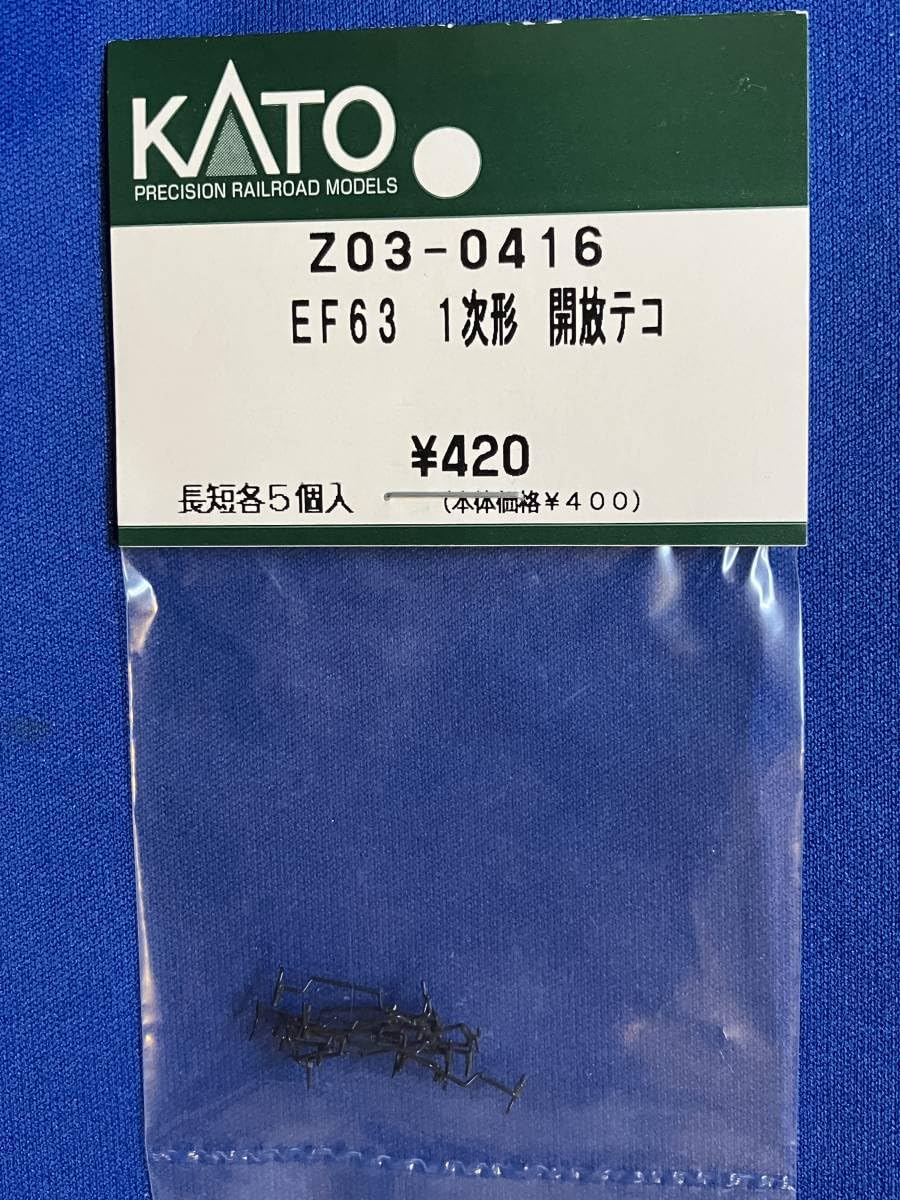 KATO
PRECISION RAILROAD MODELS
Z03-0416
EF63 1次形 開放テコ
¥420
長短各5個入 (本体価格¥400)